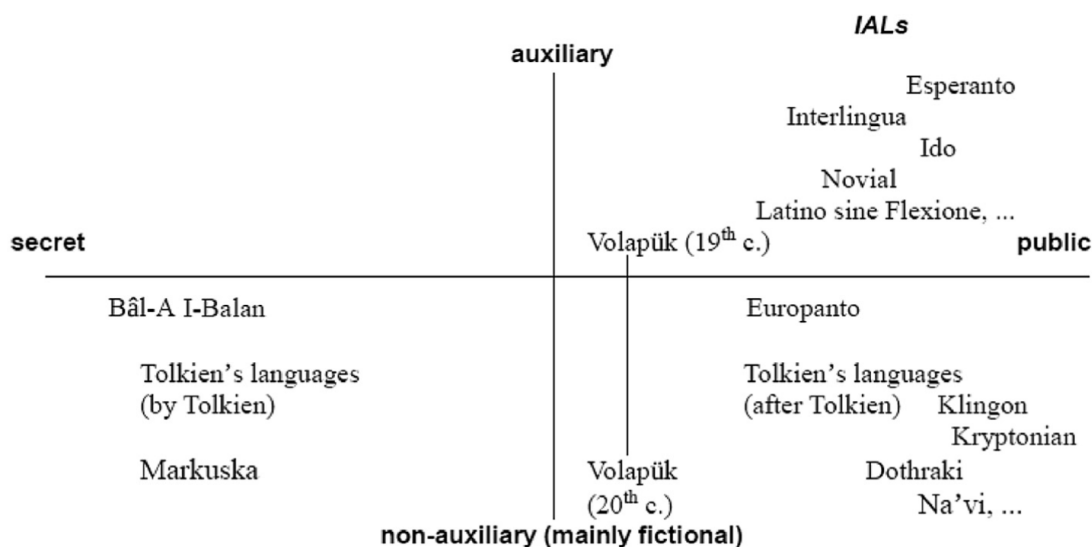 IALs
auxiliary
Esperanto
Interlingua
Ido
Novial
Latino sine Flexione, ...
secret
Volapük (19th c.)
public
Bâl-A I-Balan
Europanto
Tolkien’s languages
(by Tolkien)
Tolkien’s languages
(after Tolkien)
Klingon
Kryptonian
Markuska
Volapük
(20th c.)
Dothraki
Na’vi, ...
non-auxiliary (mainly fictional)